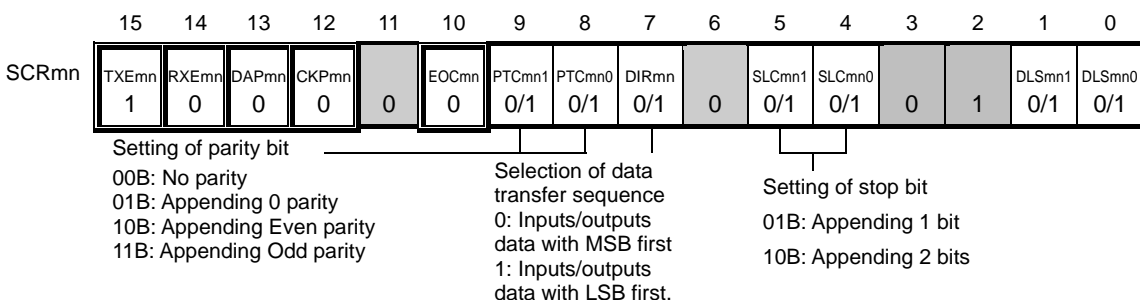 15 14 13 12 11 10 9 8 7 6 5 4 3 2 1 0
SCRmn TXEmn RXEmn DAPmn CKPmn EOCmn PTCmn1 PTCmn0 DIRmn SLCmn1 SLCmn0 DLSmn1 DLSmn0
1 0 0 0 0 0 0/1 0/1 0/1 0 0/1 0/1 0 1 0/1 0/1
Setting of parity bit
00B: No parity
01B: Appending 0 parity
10B: Appending Even parity
11B: Appending Odd parity
Selection of data
transfer sequence
0: Inputs/outputs
data with MSB first
1: Inputs/outputs
data with LSB first.
Setting of stop bit
01B: Appending 1 bit
10B: Appending 2 bits